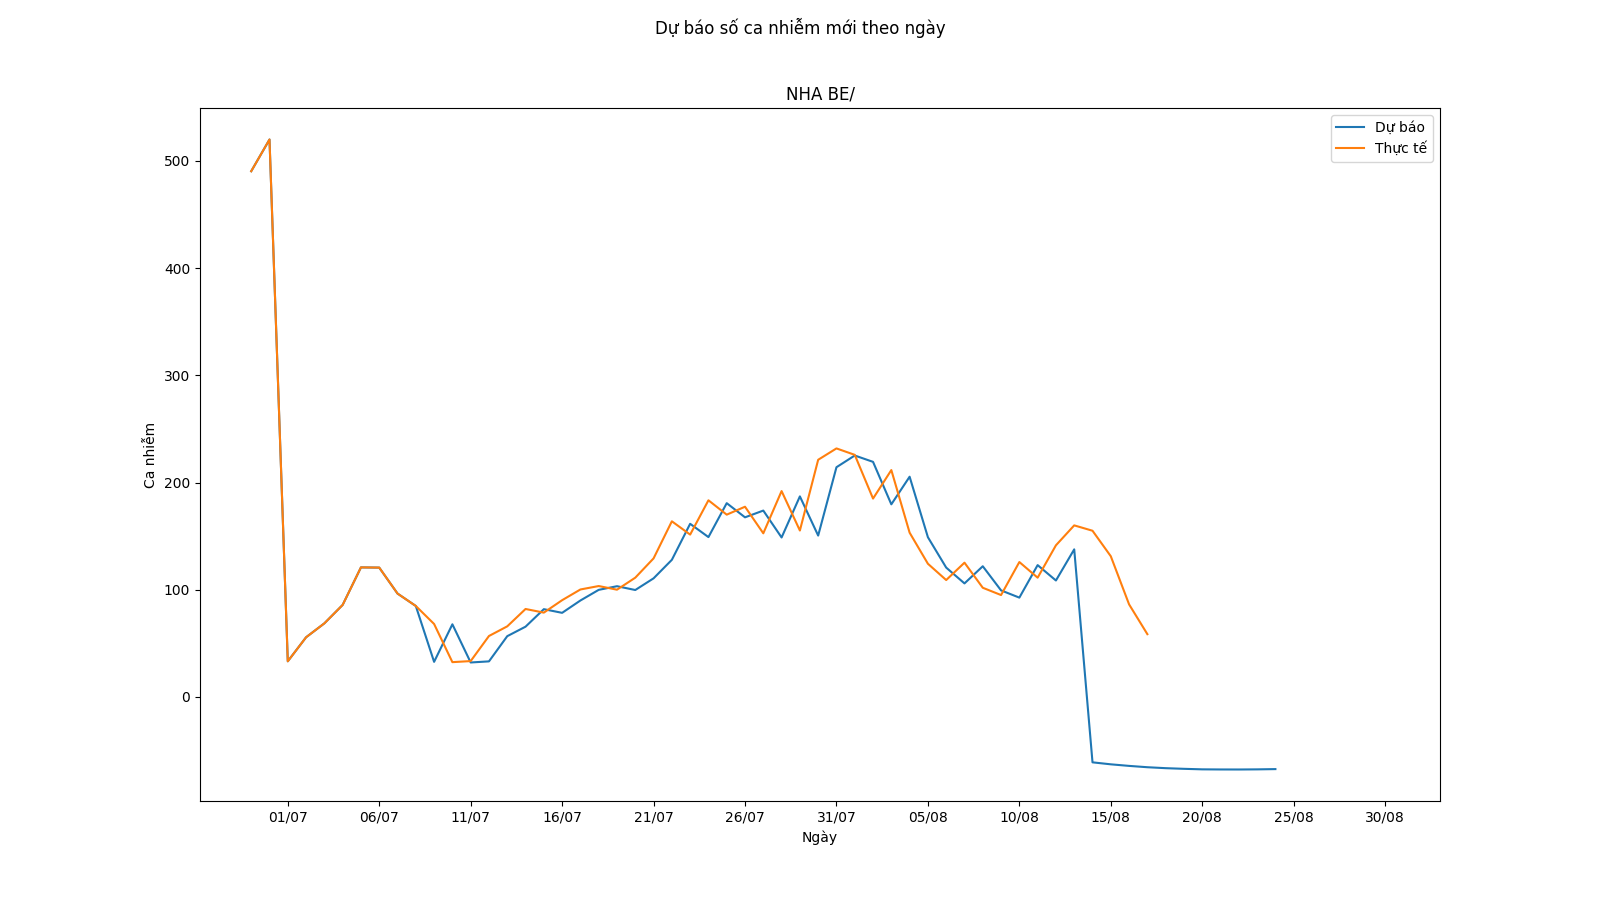 Dự báo số ca nhiễm mới theo ngày
NHA BE/
Dự báo
Thực tế
500
400
300
200
100
0
Ca nhiễm
01/07 06/07 11/07 16/07 21/07 26/07 31/07 05/08 10/08 15/08 20/08 25/08 30/08
Ngày